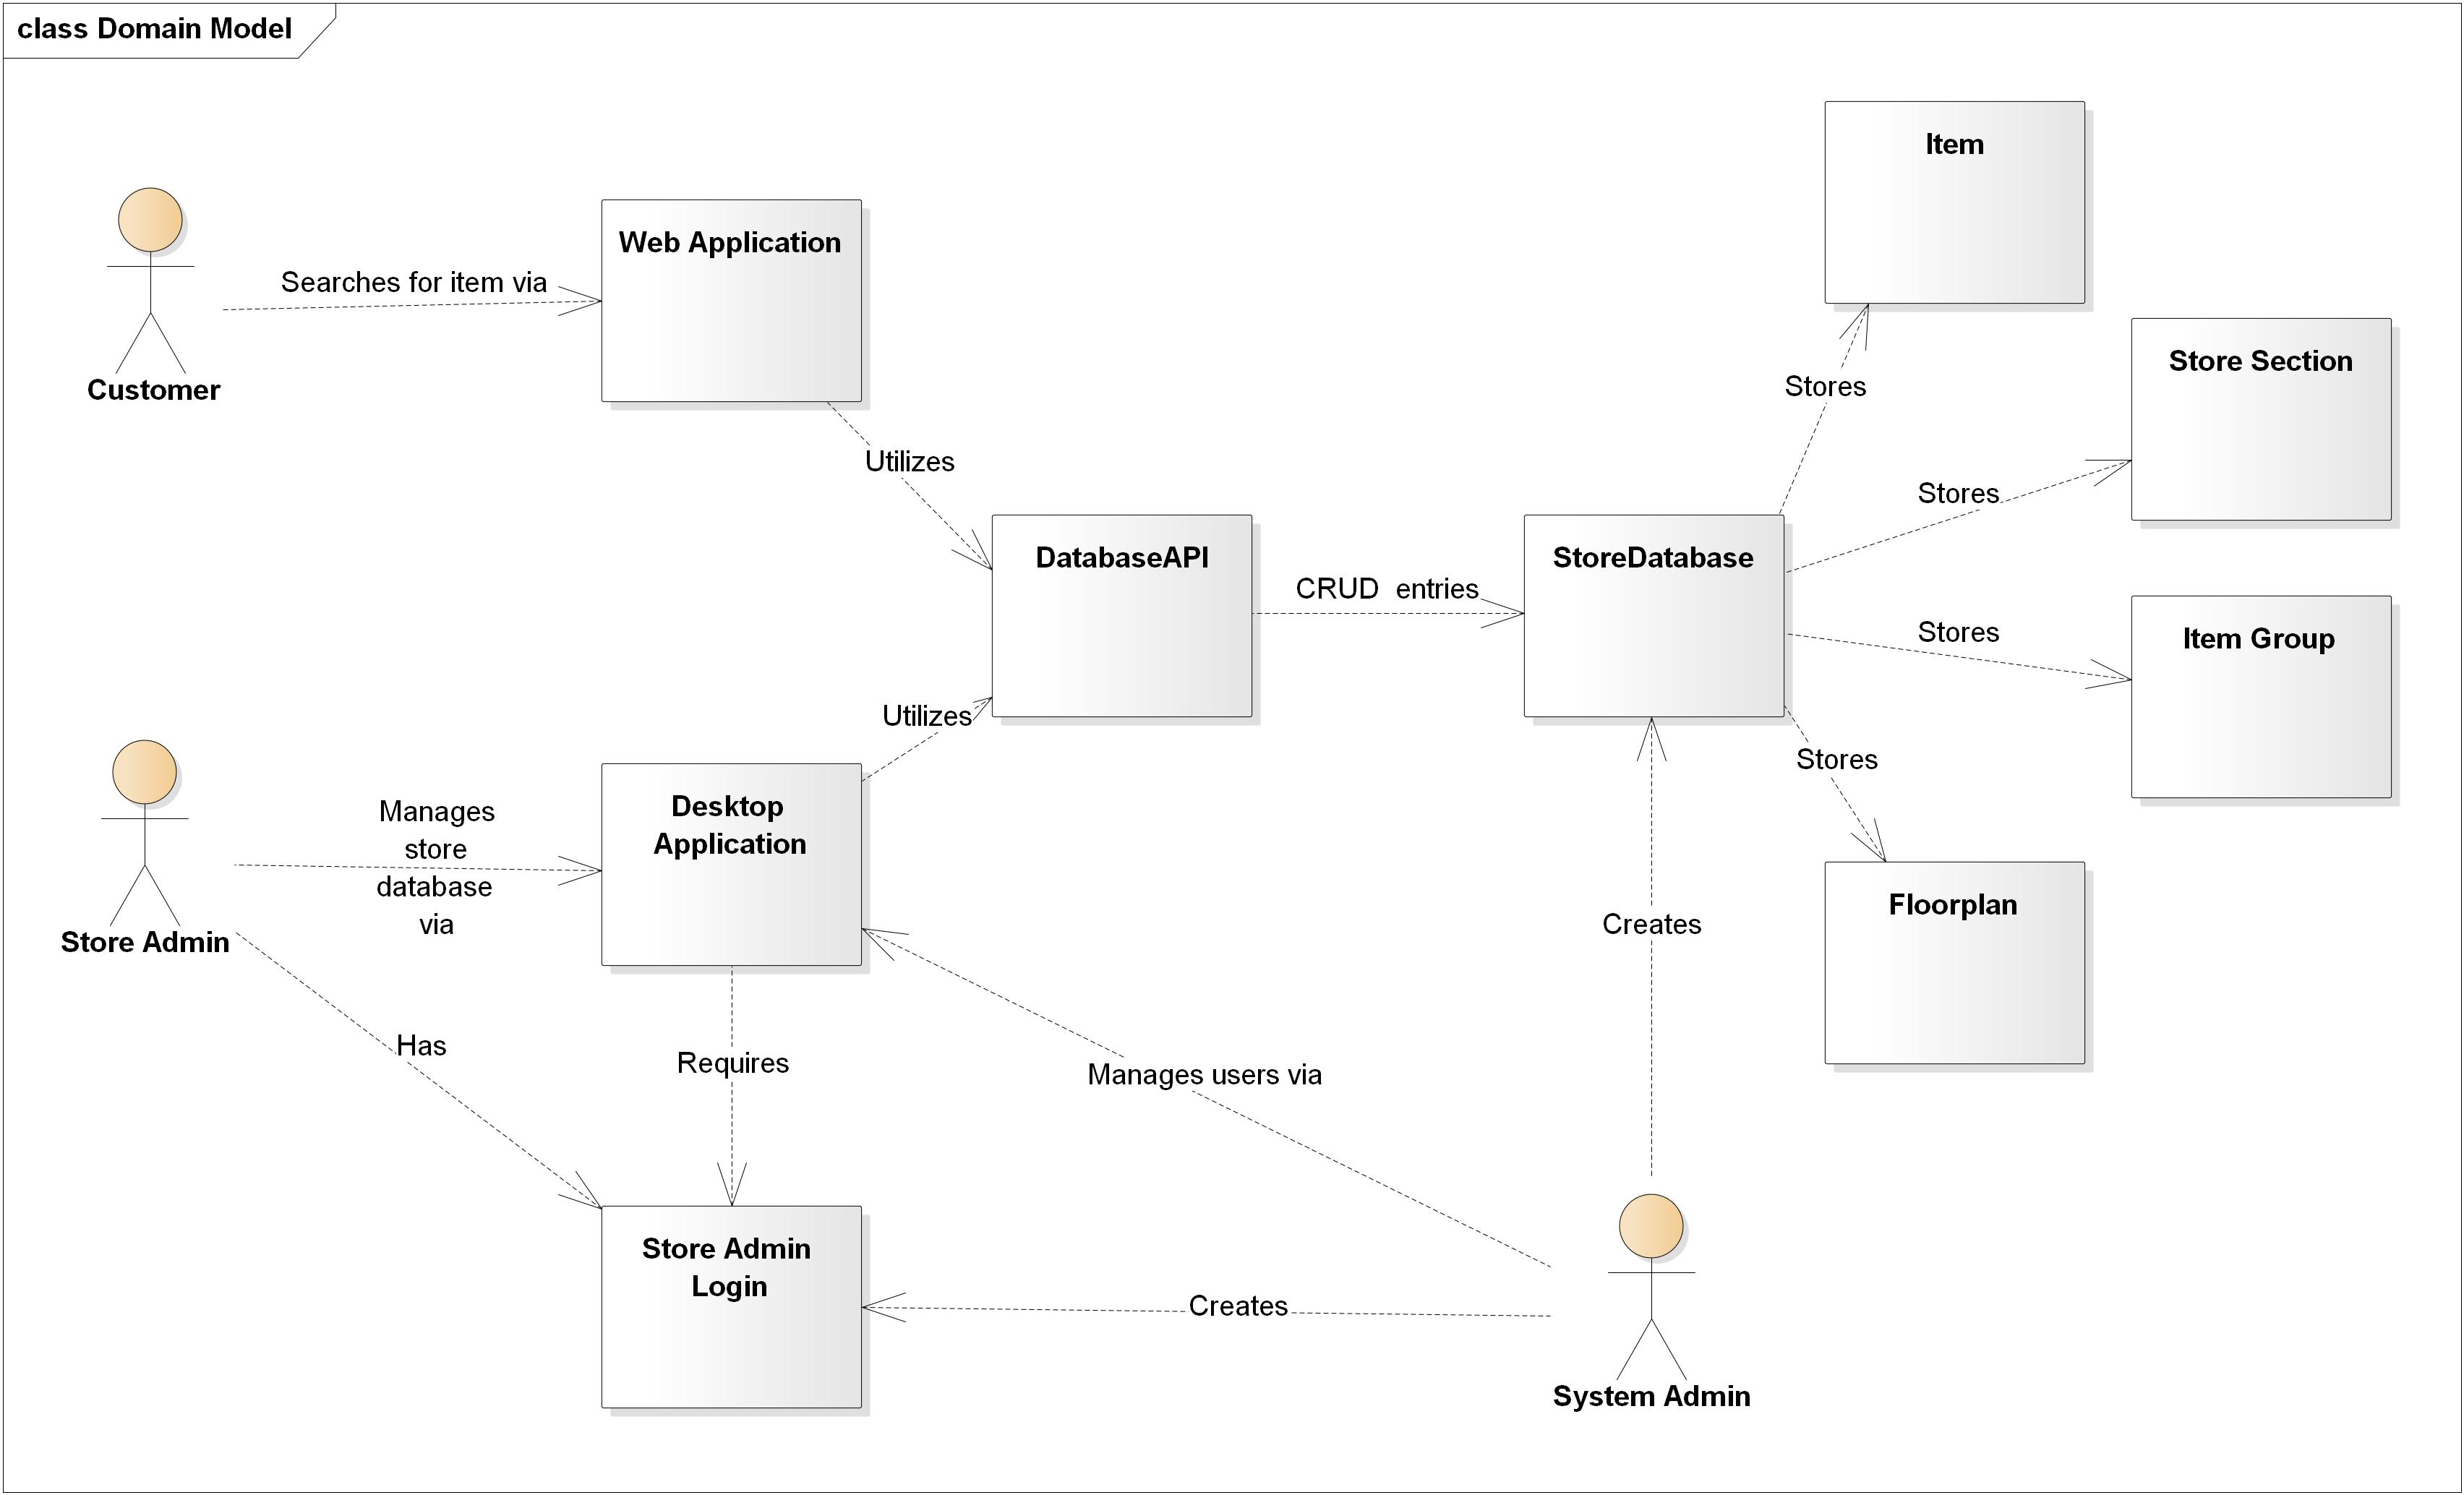 class Domain Model
Item
Web Application
Searches for item via
Store Section
Customer
Stores
Utilizes
Stores
DatabaseAPI
StoreDatabase
CRUD  entries
Stores
Item Group
Utilizes
Stores
Desktop
Application
Manages
store
database
via
Floorplan
Creates
Store Admin
Has
Requires
Manages users via
Store Admin
Login
Creates
System Admin